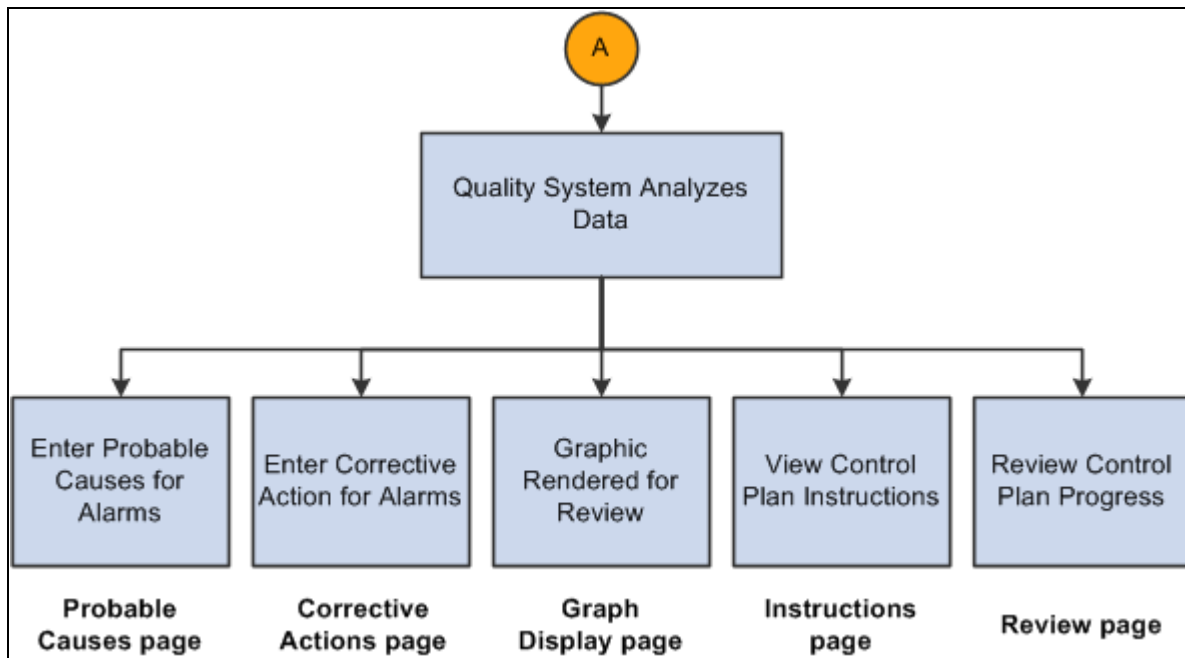 A
Quality System Analyzes
Data
Enter Probable
Causes for
Alarms
Enter Corrective
Action for Alarms
Graphic
Rendered for
Review
View Control
Plan Instructions
Review Control
Plan Progress
Probable
Causes page
Corrective
Actions page
Graph
Display page
Instructions
page
Review page